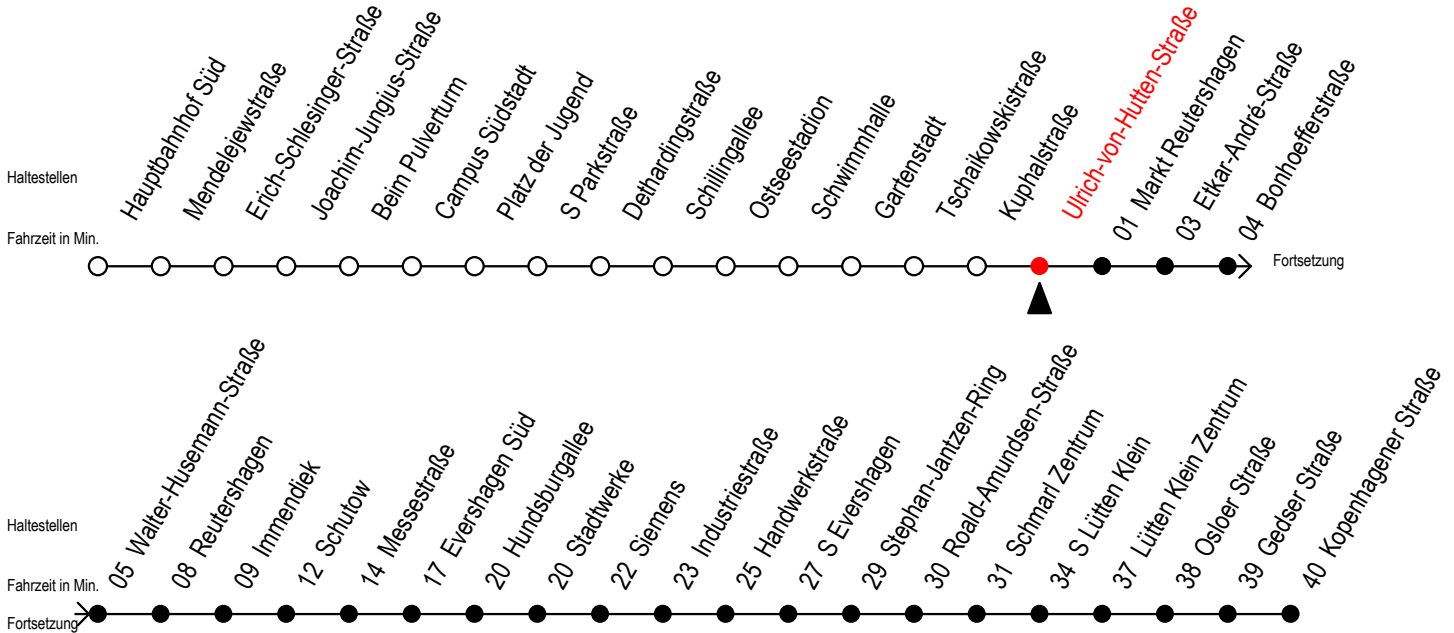 Haltestellen
Hauptbahnhof Süd
Mendelejewstraße
Erich-Schlesinger-Straße
Joachim-Jungius-Straße
Beim Pulverturm
Campus Südstadt
Platz der Jugend
S Parkstraße
Dethardingstraße
Schillingallee
Ostseestadion
Schwimmhalle
Gartenstadt
Tschaikowskistraße
Kuphalstraße
Ulrich-von-Hutten-Straße
01 Markt Reutershagen
03 Etkar-André-Straße
04 Bonhoefferstraße
Fahrzeit in Min.
Fortsetzung
Haltestellen
05 Walter-Husemann-Straße
08 Reutershagen
09 Immendiek
12 Schutow
14 Messestraße
17 Evershagen Süd
20 Hundsburgallee
20 Stadtwerke
22 Siemens
23 Industriestraße
25 Handwerkstraße
27 S Evershagen
29 Stephan-Jantzen-Ring
30 Roald-Amundsen-Straße
31 Schmarl Zentrum
34 S Lütten Klein
37 Lütten Klein Zentrum
38 Osloer Straße
39 Gedser Straße
40 Kopenhagener Straße
Fahrzeit in Min.
Fortsetzung